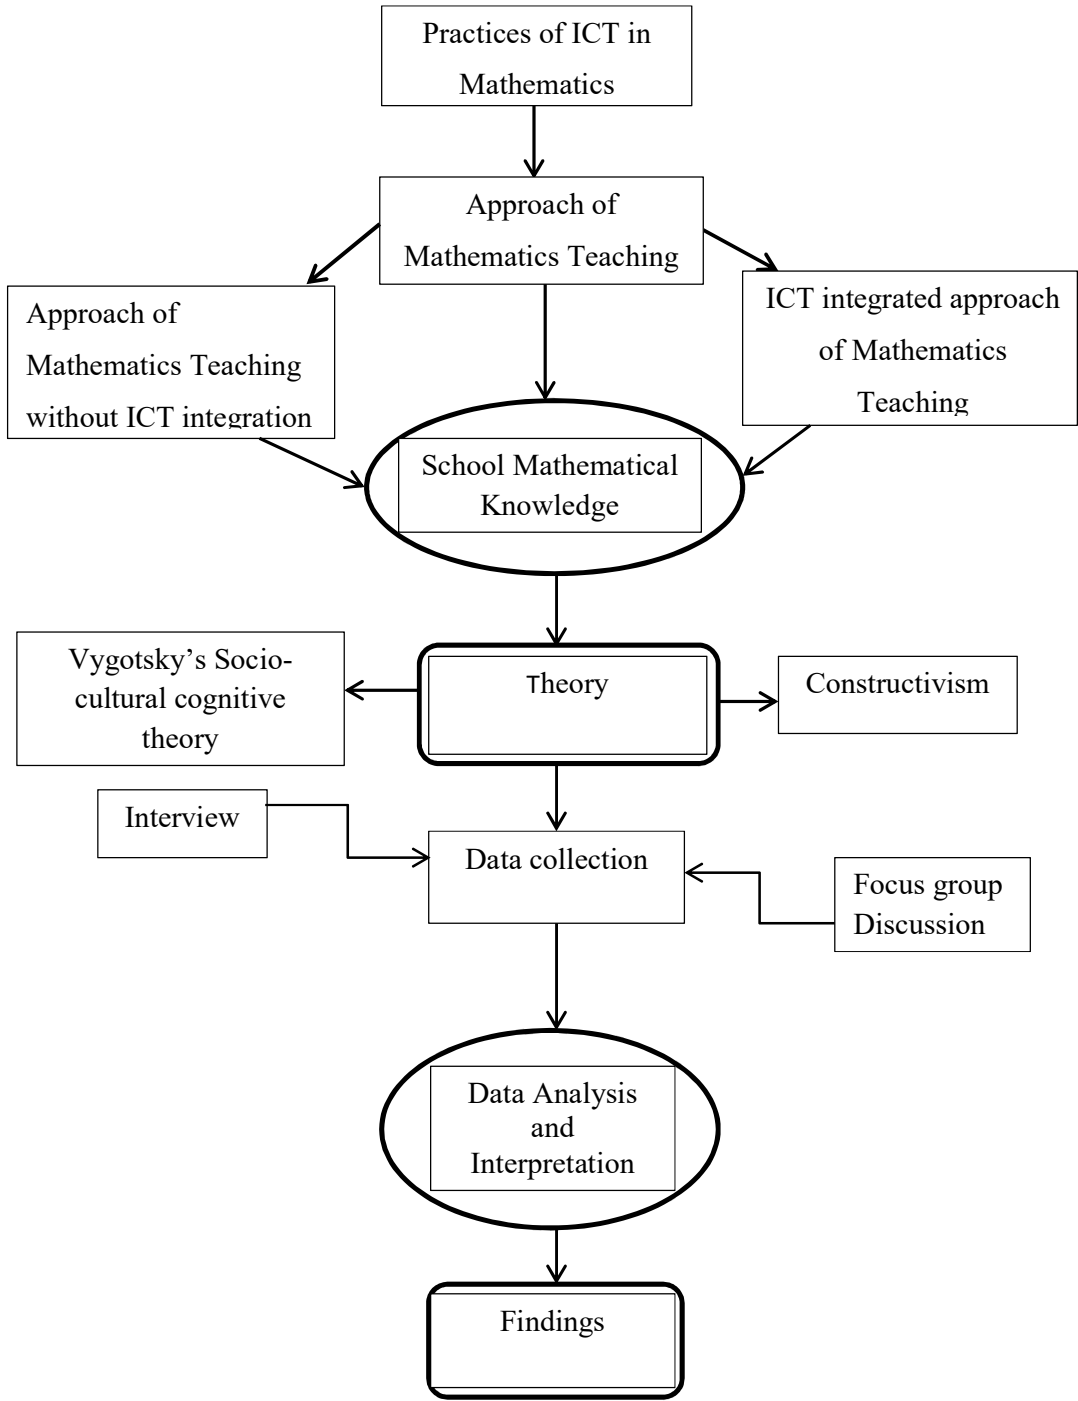 Practices of ICT in
Mathematics
Approach of
Mathematics Teaching
Approach of
Mathematics Teaching
without ICT integration
ICT integrated approach
of Mathematics
Teaching
School Mathematical
Knowledge
Vygotsky’s Socio-
cultural cognitive
theory
Theory
Constructivism
Interview
Data collection
Focus group
Discussion
Data Analysis
and
Interpretation
Findings